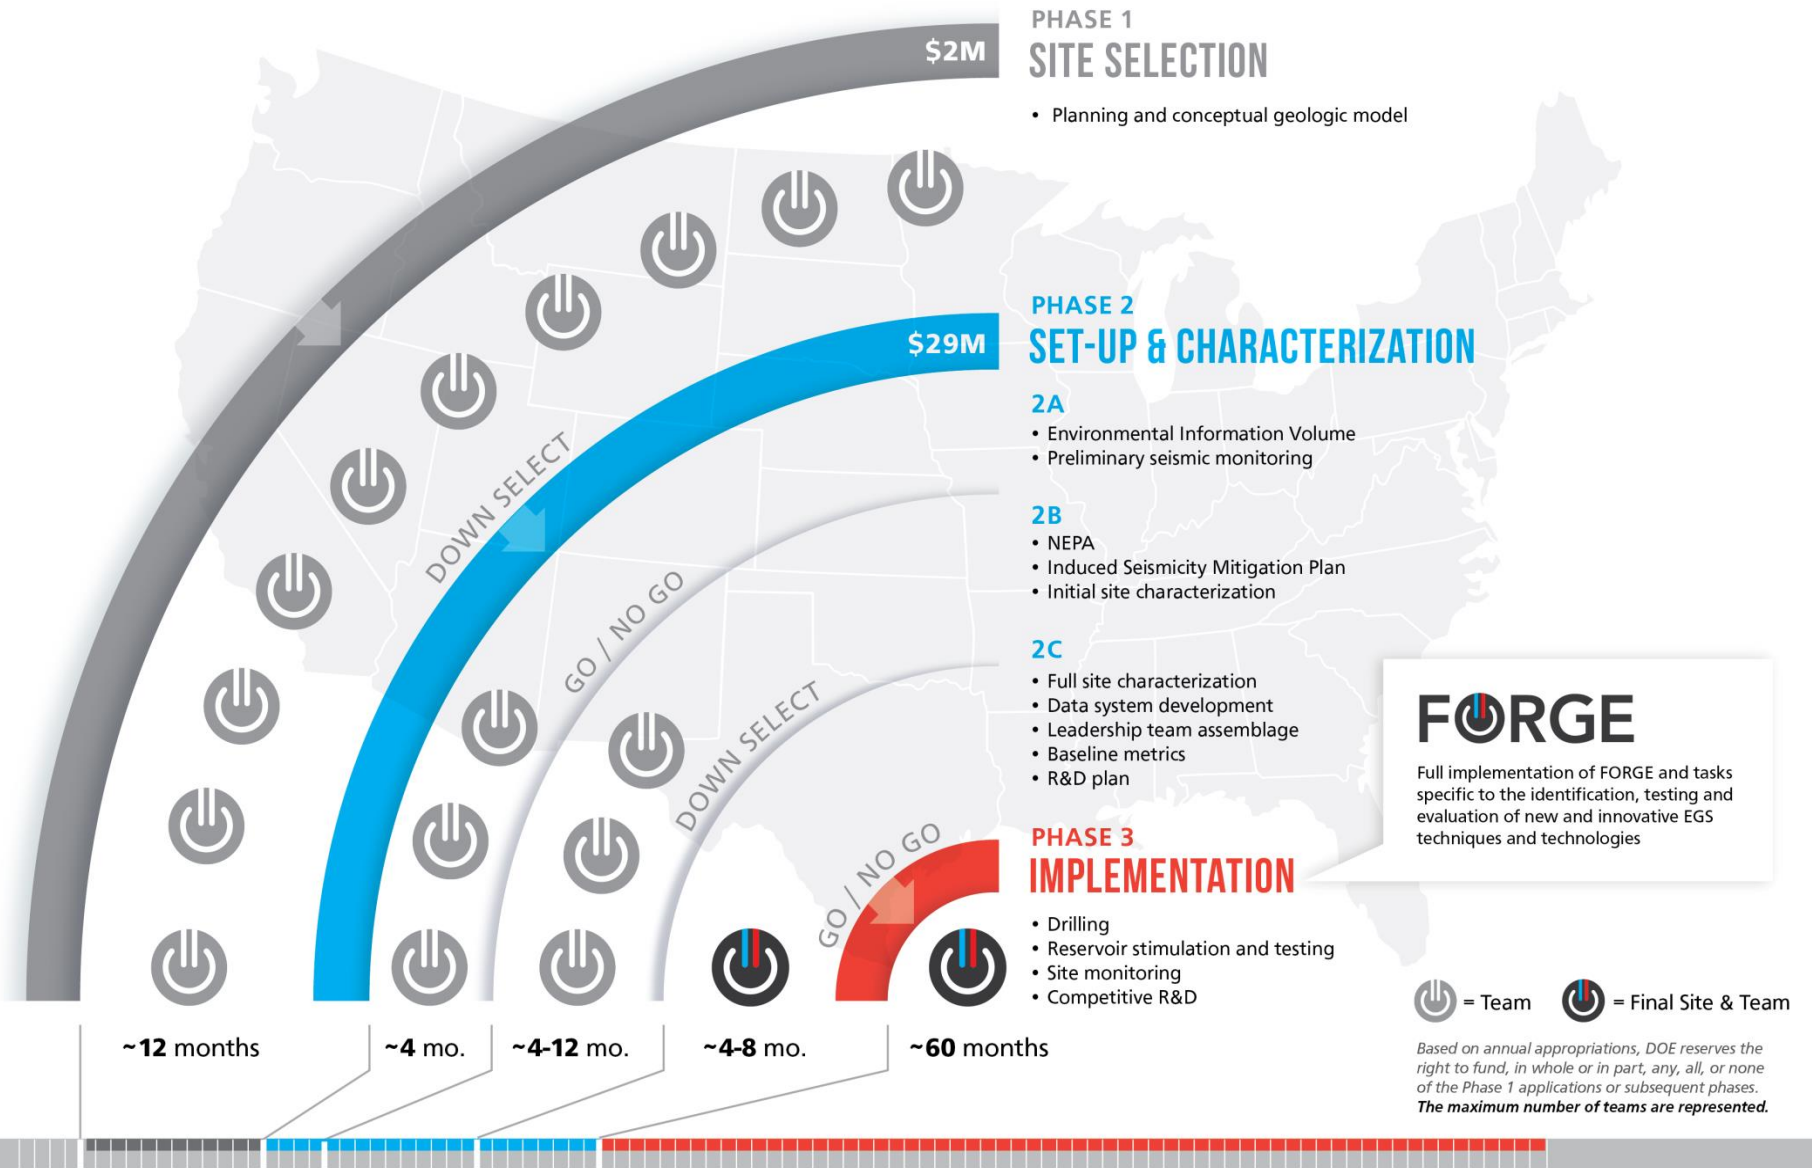 $2M
PHASE 1
SITE SELECTION
• Planning and conceptual geologic model
DOWN SELECT
$29M
PHASE 2
SET-UP & CHARACTERIZATION
2A
• Environmental Information Volume
• Preliminary seismic monitoring
GO / NO GO
2B
• NEPA
• Induced Seismicity Mitigation Plan
• Initial site characterization
DOWN SELECT
2C
• Full site characterization
• Data system development
• Leadership team assemblage
• Baseline metrics
• R&D plan
GO / NO GO
PHASE 3
IMPLEMENTATION
• Drilling
• Reservoir stimulation and testing
• Site monitoring
• Competitive R&D
FORGE
Full implementation of FORGE and tasks
specific to the identification, testing and
evaluation of new and innovative EGS
techniques and technologies
= Team
= Final Site & Team
~12 months
~4 mo.
~4-12 mo.
~4-8 mo.
~60 months
Based on annual appropriations, DOE reserves the
right to fund, in whole or in part, any, all, or none
of the Phase 1 applications or subsequent phases.
The maximum number of teams are represented.